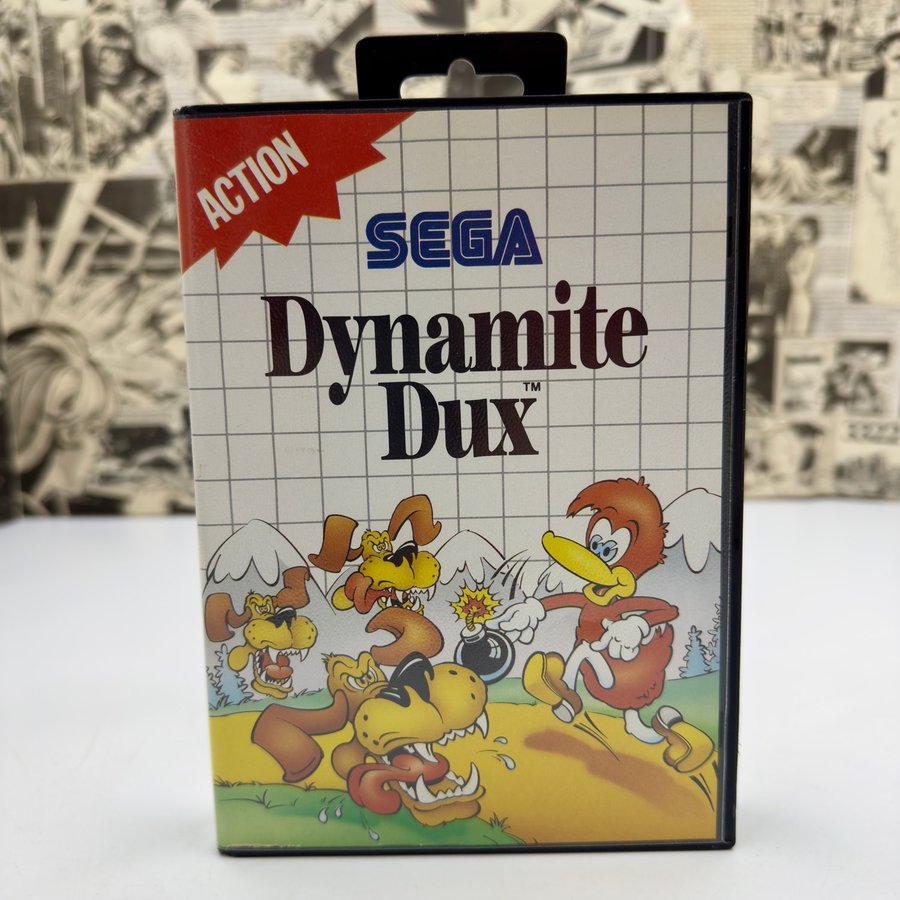 ACTION
SEGA
Dynamite
Dux™